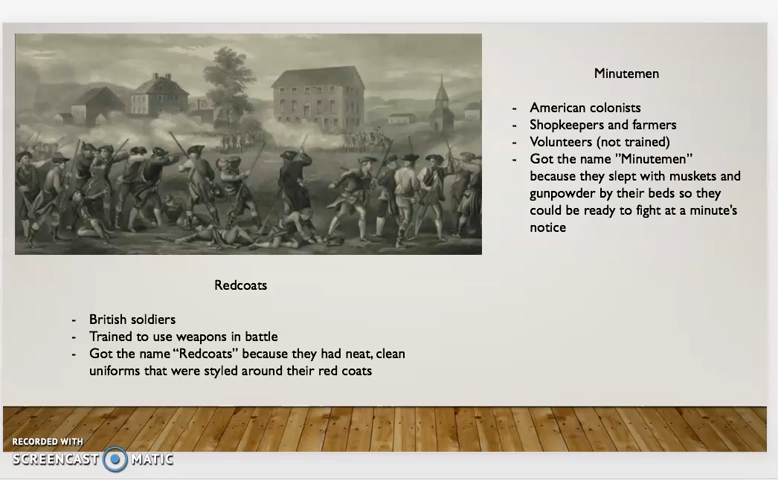 Minutemen
- American colonists
- Shopkeepers and farmers
- Volunteers (not trained)
- Got the name ”Minutemen”
because they slept with muskets and
gunpowder by their beds so they
could be ready to fight at a minute's
notice
Redcoats
- British soldiers
- Trained to use weapons in battle
- Got the name “Redcoats” because they had neat, clean
uniforms that were styled around their red coats
RECORDED WITH
SCREENCAST MATIC